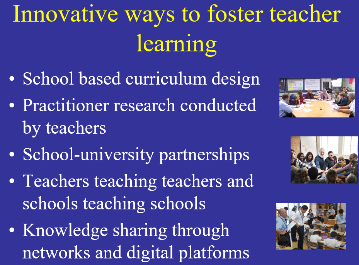 Innovative ways to foster teacher
learning
• School based curriculum design
• Practitioner research conducted
by teachers
• School-university partnerships
• Teachers teaching teachers and
schools teaching schools
• Knowledge sharing through
networks and digital platforms